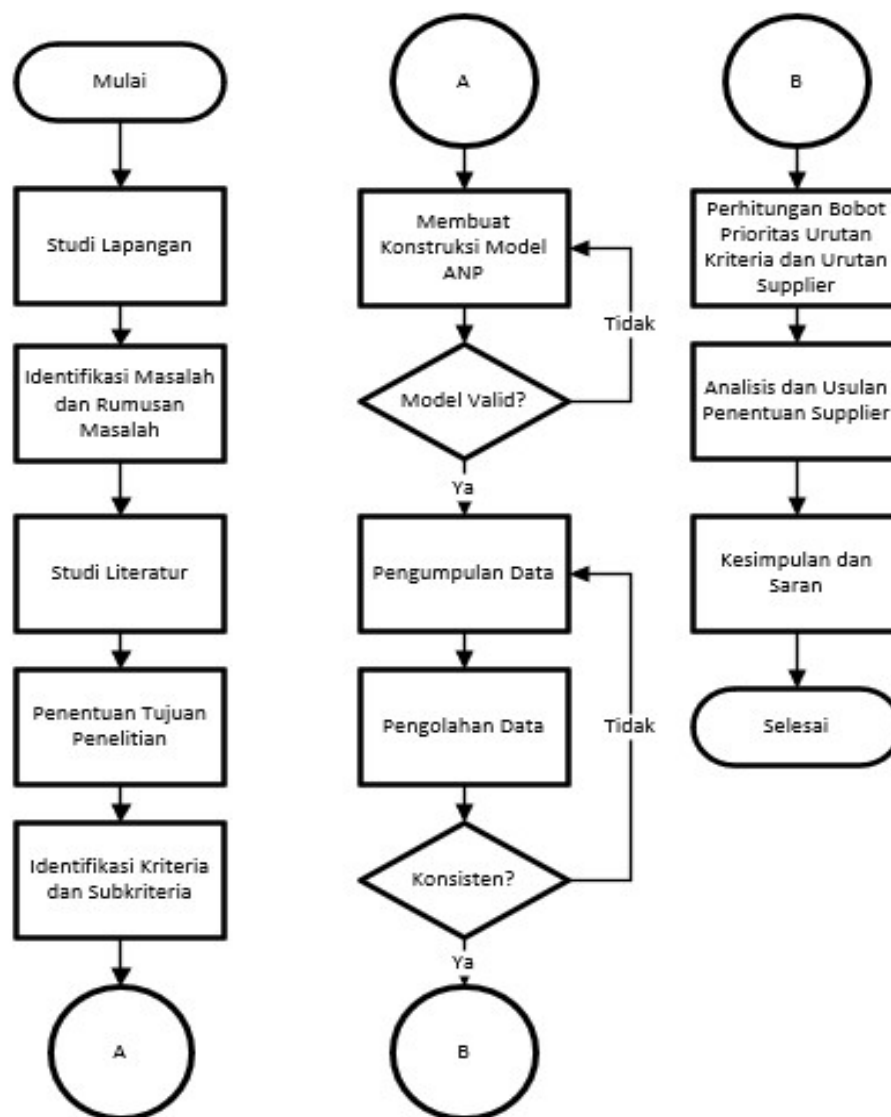 Mulai
Studi Lapangan
Identifikasi Masalah
dan Rumusan
Masalah
Studi Literatur
Penentuan Tujuan
Penelitian
Identifikasi Kriteria
dan Subkriteria
A
A
Membuat
Konstruksi Model
ANP
Tidak
Model Valid?
Ya
Pengumpulan Data
Pengolahan Data
Tidak
Konsisten?
Ya
B
B
Perhitungan Bobot
Prioritas Urutan
Kriteria dan Urutan
Supplier
Analisis dan Usulan
Penentuan Supplier
Kesimpulan dan
Saran
Selesai